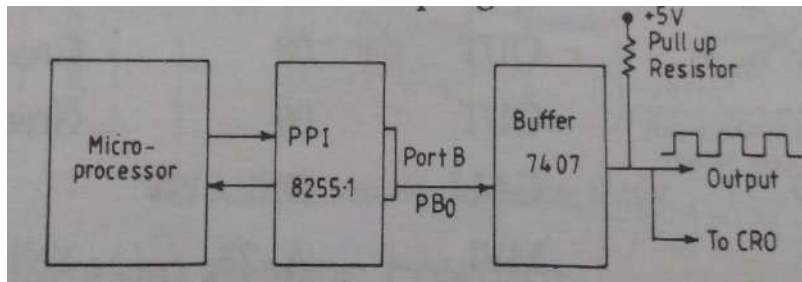 +5V
Pull up
Resistor
Micro-
processor
PPI
8255·1
Port B
PB0
Buffer
7407
Output
To CRO